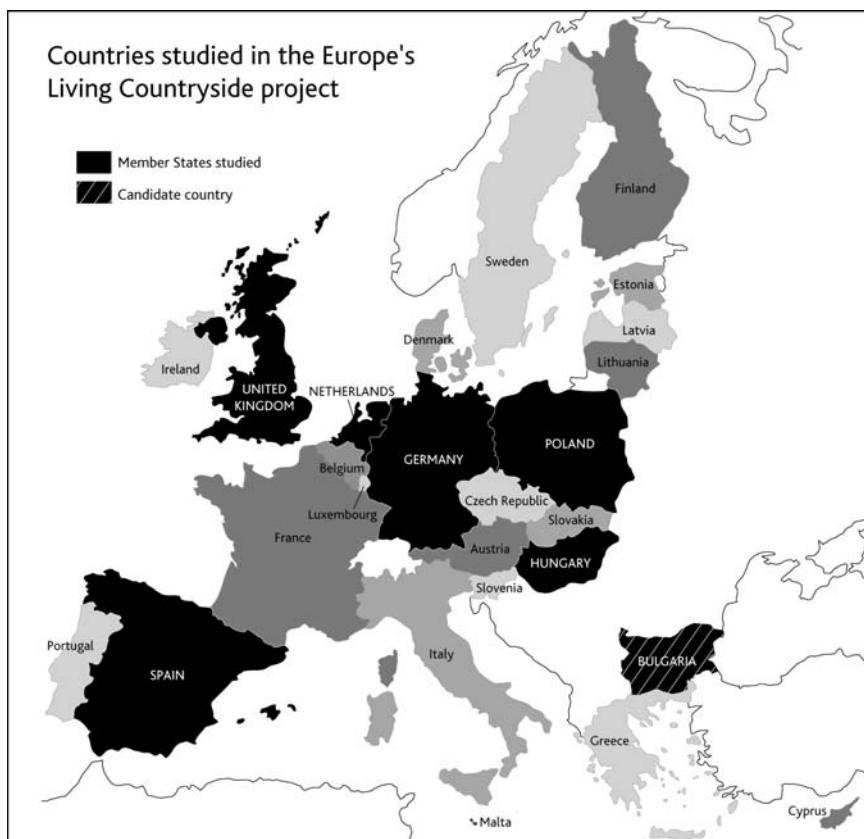 Countries studied in the Europe's
Living Countryside project
Member States studied
Candidate country
Finland
Sweden
Estonia
Latvia
Denmark
Lithuania
Ireland
UNITED
KINGDOM
NETHERLANDS
POLAND
GERMANY
Belgium
Czech Republic
Luxembourg
Slovakia
France
Austria
HUNGARY
Slovenia
Portugal
Italy
BULGARIA
SPAIN
Greece
Malta
Cyprus